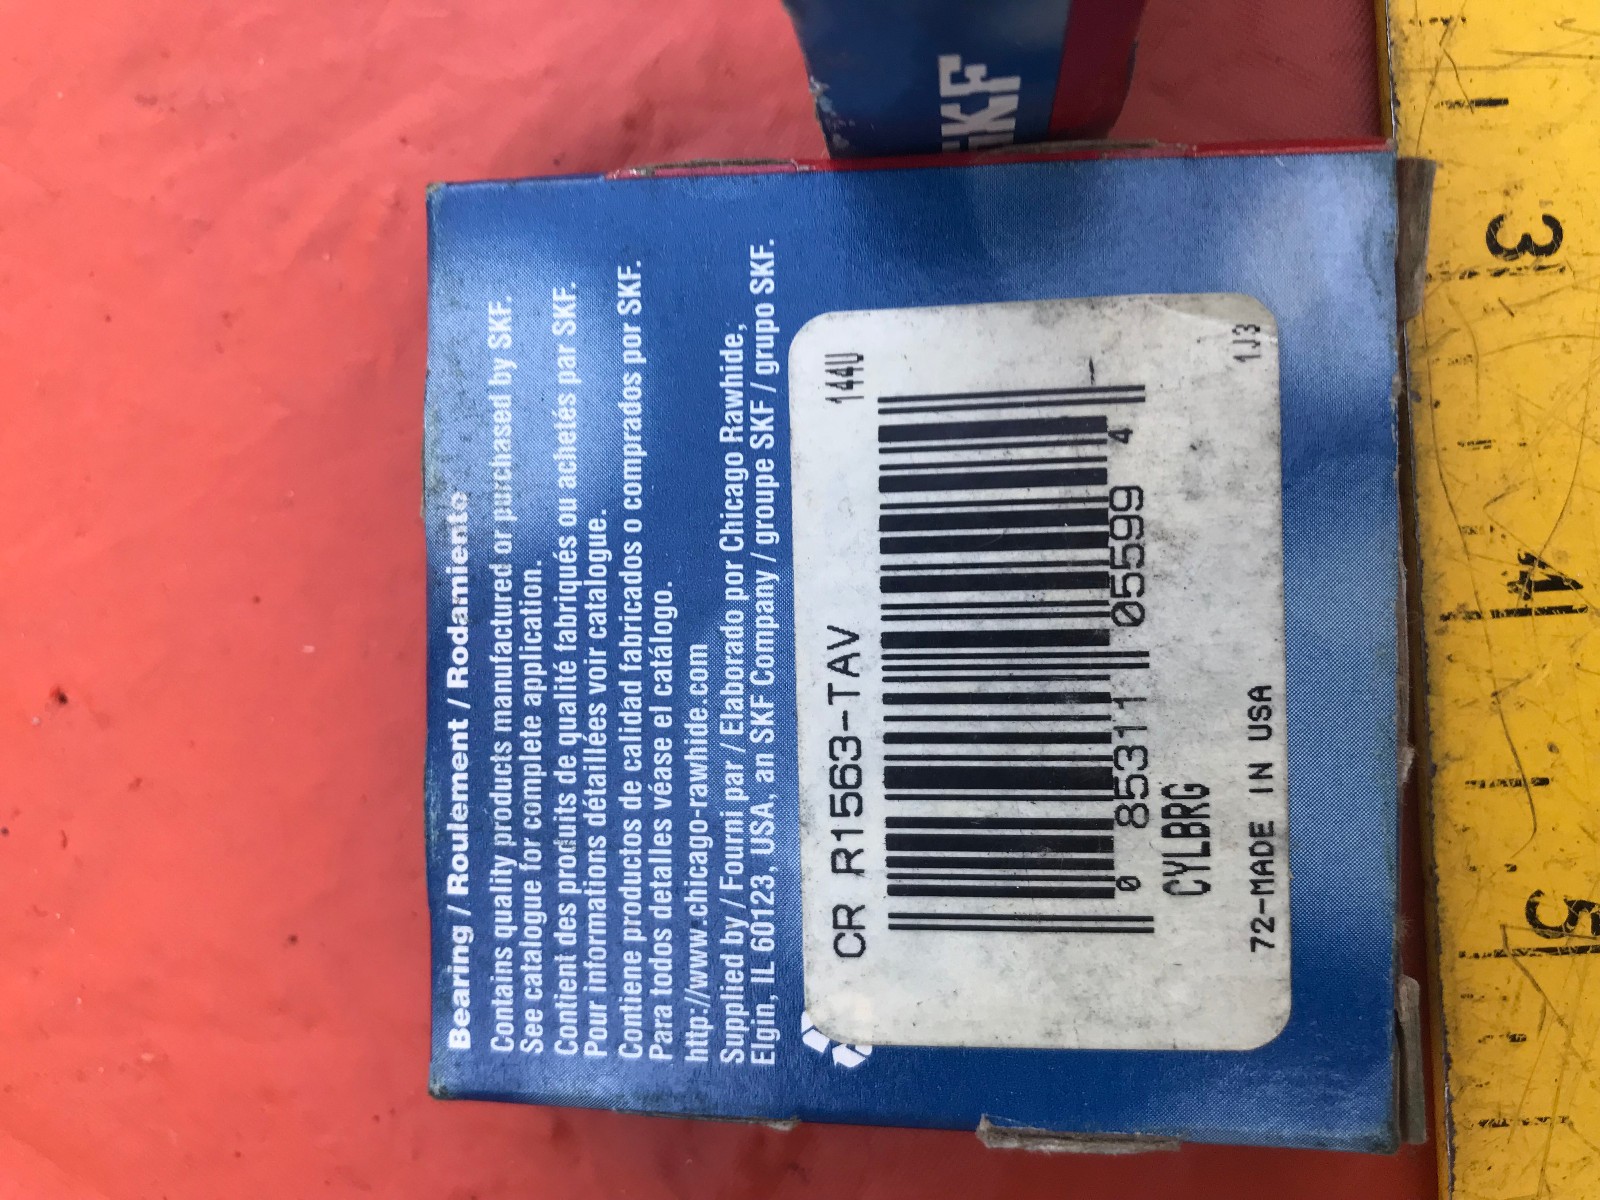 Bearing / Roulement / Rodamiento
Contains quality products manufactured or purchased by SKF.
See catalogue for complete application.
Contient des produits de qualité fabriqués ou achetés par SKF.
Pour informations détaillées voir catalogue.
Contiene productos de calidad fabricados o comprados por SKF.
Para todos detalles véase el catálogo.
http://www.chicago-rawhide.com
Supplied by / Fourni par / Elaborado por Chicago Rawhide,
Elgin, IL 60123, USA, an SKF Company / groupe SKF / grupo SKF.
144U
CR R1563-TAV
0 85311 05599 4
CYLBRG
72-MADE IN USA 1J3
SKF
3
4
5